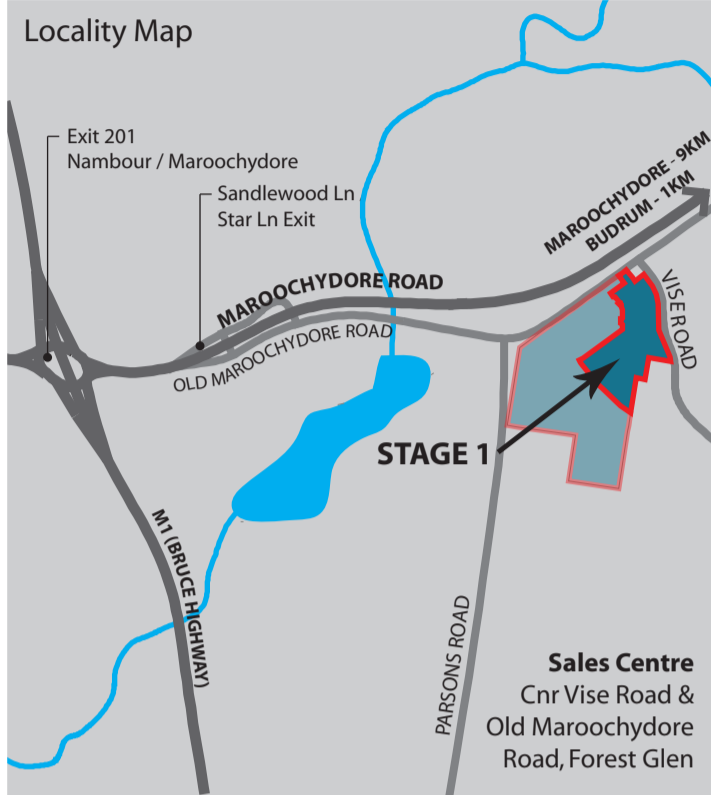 Locality Map
Exit 201
Nambour / Maroochydore
Sandlewood Ln
Star Ln Exit
MAROOCHYDORE - 9KM
BUDRUM - 1KM
MAROOCHYDORE ROAD
OLD MAROOCHYDORE ROAD
VISE ROAD
STAGE 1
M1 (BRUCE HIGHWAY)
PARSONS ROAD
Sales Centre
Cnr Vise Road &
Old Maroochydore
Road, Forest Glen